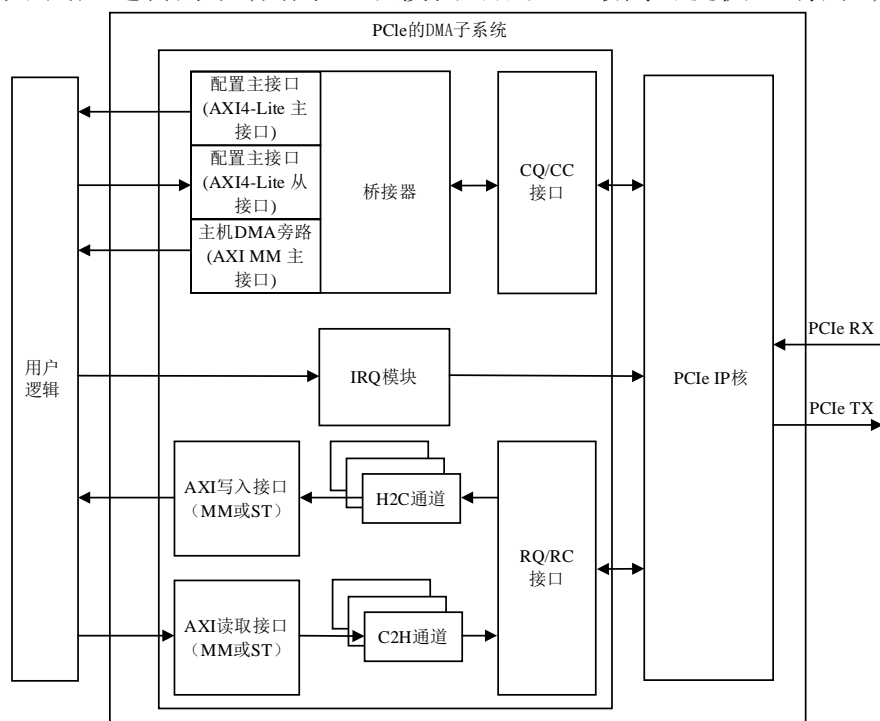 PCle的DMA子系统
配置主接口
(AXI4-Lite 主
接口)
配置主接口
(AXI4-Lite 从
接口)
主机DMA旁路
(AXI MM 主
接口)
桥接器
CQ/CC
接口
用户
逻辑
IRQ模块
PCIe IP核
PCIe RX
PCIe TX
AXI写入接口
（MM或ST）
H2C通道
RQ/RC
接口
AXI读取接口
（MM或ST）
C2H通道